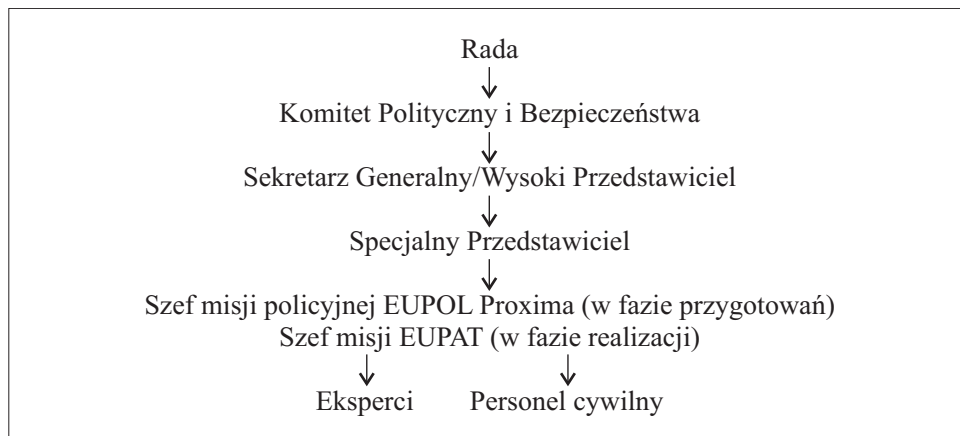 Rada
Komitet Polityczny i Bezpieczeństwa
Sekretarz Generalny/Wysoki Przedstawiciel
Specjalny Przedstawiciel
Szef misji policyjnej EUPOL Proxima (w fazie przygotowań)
Szef misji EUPAT (w fazie realizacji)
Eksperci Personel cywilny